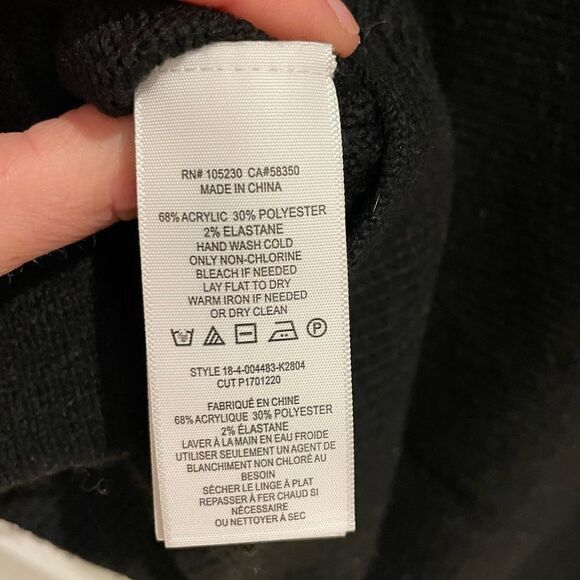 RN# 105230 CA#58350
MADE IN CHINA
68% ACRYLIC 30% POLYESTER
2% ELASTANE
HAND WASH COLD
ONLY NON-CHLORINE
BLEACH IF NEEDED
LAY FLAT TO DRY
WARM IRON IF NEEDED
OR DRY CLEAN
P
STYLE 18-4-004483-K2804
CUT P1701220
FABRIQUÉ EN CHINE
68% ACRYLIQUE 30% POLYESTER
2% ÉLASTANE
LAVER À LA MAIN EN EAU FROIDE
UTILISER SEULEMENT UN AGENT DE
BLANCHIMENT NON CHLORÉ AU
BESOIN
SÉCHER LE LINGE À PLAT
REPASSER À FER CHAUD SI
NÉCESSAIRE
OU NETTOYER À SEC